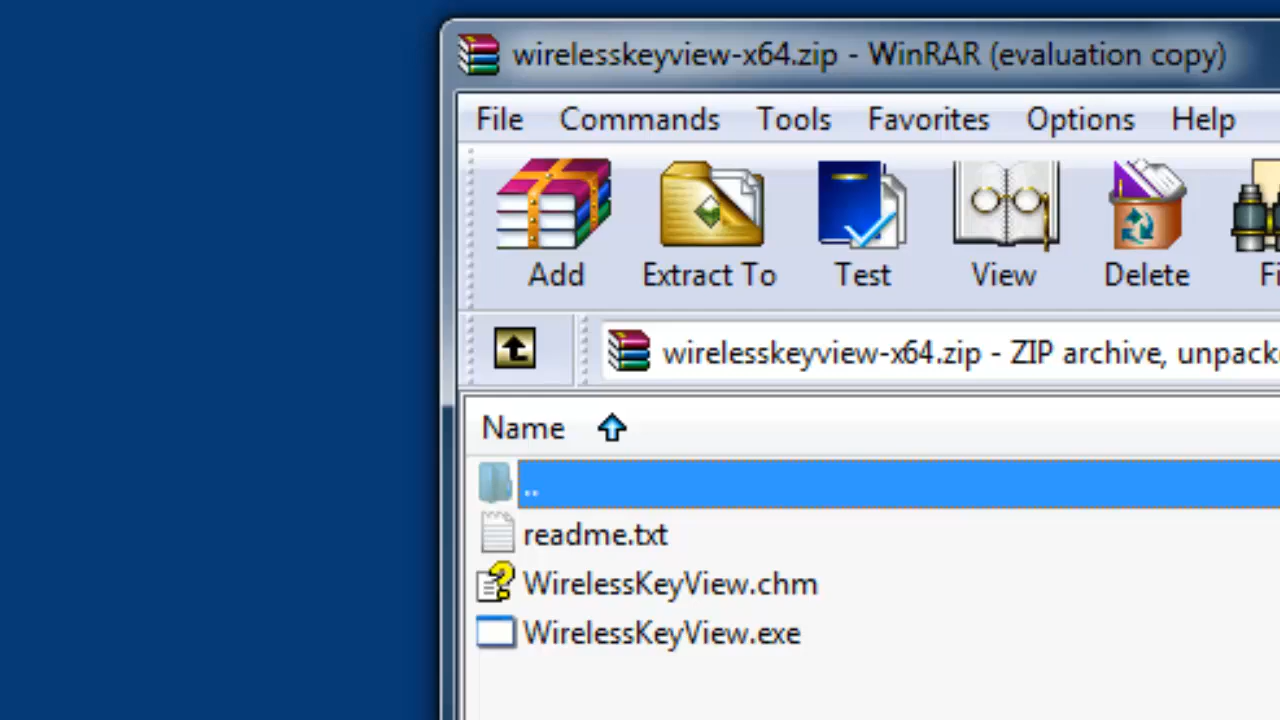 wirelesskeyview-x64.zip - WinRAR (evaluation copy)
File Commands Tools Favorites Options Help
Add Extract To Test View Delete
wirelesskeyview-x64.zip - ZIP archive,
Name
..
readme.txt
WirelessKeyView.chm
WirelessKeyView.exe